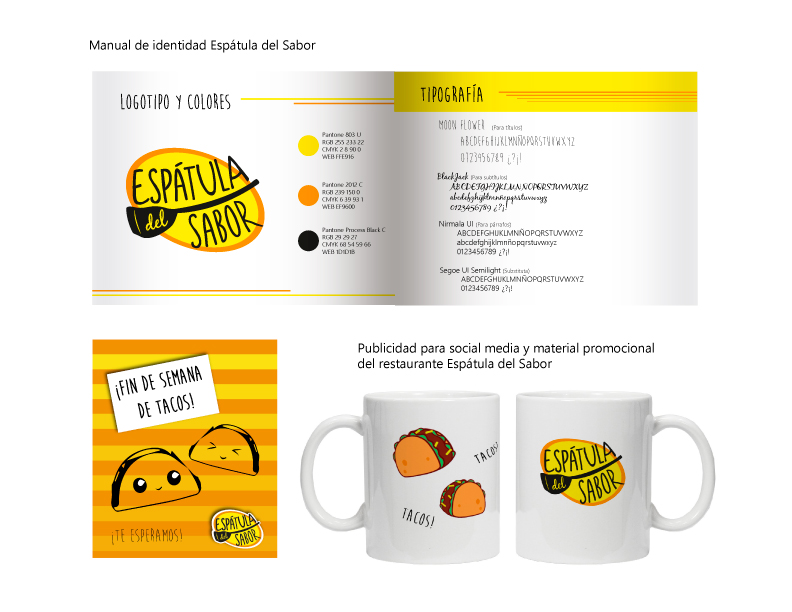 Manual de identidad Espátula del Sabor
LOGOTIPO Y COLORES
ESPÁTULA
del
SABOR
Pantone 803 U
RGB 255 233 22
CMYK 2 8 90 0
WEB FFE916
Pantone 2012 C
RGB 239 150 0
CMYK 6 39 93 1
WEB EF9600
Pantone Process Black C
RGB 29 29 27
CMYK 68 54 59 66
WEB 1D1D1B
TIPOGRAFÍA
MOON FLOWER (Para títulos)
ABCDEFGHIJKLMNÑOPQRSTUVWXYZ
0123456789 ¿?¡!
BlackJack (Para subtítulos)
ABCDEFGHIJKLMNÑOPQRSTUVWXYZ
abcdefghijklmnñopqrstuvwxyz
0123456789 ¿?¡!
Nirmala UI (Para párrafos)
ABCDEFGHIJKLMNÑOPQRSTUVWXYZ
abcdefghijklmnñopqrstuvwxyz
0123456789 ¿?¡!
Segoe UI Semilight (Substituta)
ABCDEFGHIJKLMNÑOPQRSTUVWXYZ
0123456789 ¿?¡!
¡FIN DE SEMANA
DE TACOS!
¡TE ESPERAMOS!
ESPÁTULA
del
SABOR
Publicidad para social media y material promocional
del restaurante Espátula del Sabor
TACOS!
TACOS!
ESPÁTULA
del
SABOR